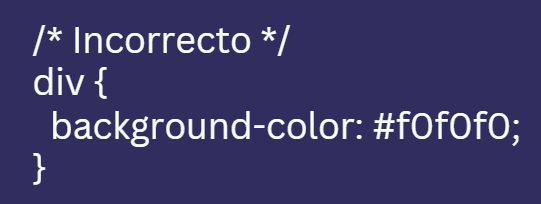 /* Incorrecto */
div {
  background-color: #f0f0f0;
}